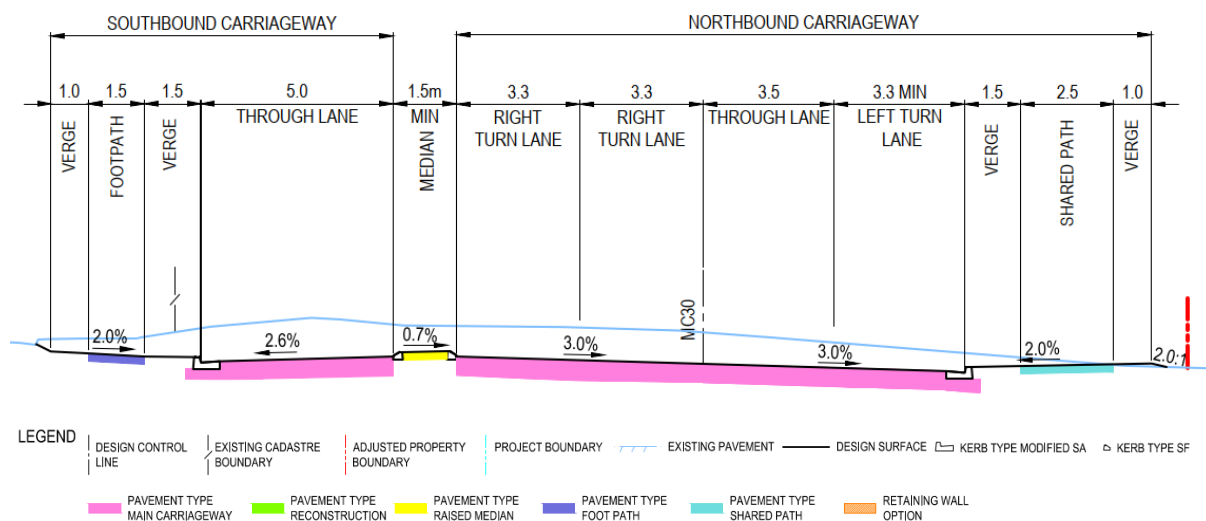 SOUTHBOUND CARRIAGEWAY
NORTHBOUND CARRIAGEWAY
1.0
1.5
1.5
5.0
1.5m
3.3
3.3
3.5
3.3 MIN
1.5
2.5
1.0
VERGE
FOOTPATH
VERGE
THROUGH LANE
MIN
MEDIAN
RIGHT
TURN LANE
RIGHT
TURN LANE
THROUGH LANE
LEFT TURN
LANE
VERGE
SHARED PATH
VERGE
MC30
2.0%
2.6%
0.7%
3.0%
3.0%
2.0%
2.0:1
LEGEND
DESIGN CONTROL
LINE
EXISTING CADASTRE
BOUNDARY
ADJUSTED PROPERTY
BOUNDARY
PROJECT BOUNDARY
EXISTING PAVEMENT
DESIGN SURFACE
KERB TYPE MODIFIED SA
KERB TYPE SF
PAVEMENT TYPE
MAIN CARRIAGEWAY
PAVEMENT TYPE
RECONSTRUCTION
PAVEMENT TYPE
RAISED MEDIAN
PAVEMENT TYPE
FOOT PATH
PAVEMENT TYPE
SHARED PATH
RETAINING WALL
OPTION